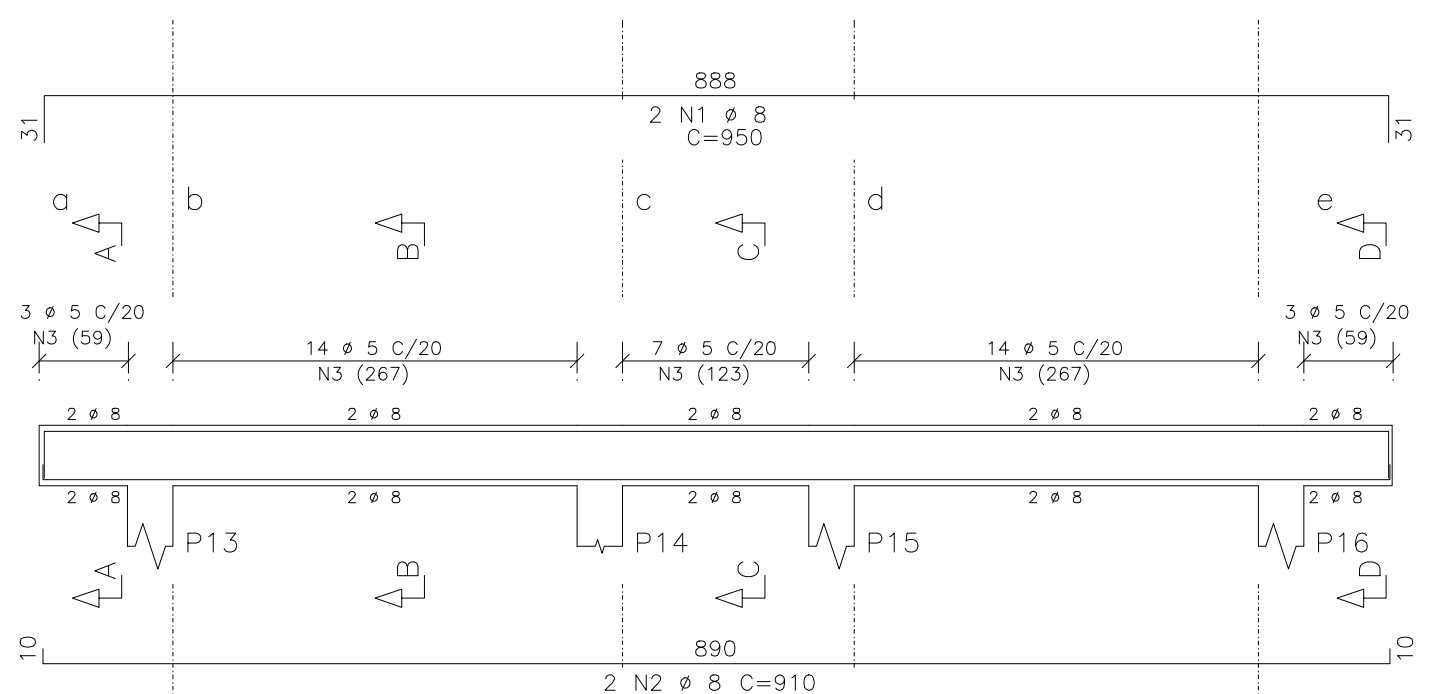 888
2 N1 ø 8
C=950
31
31
a
b
c
d
e
A
B
C
D
3 ø 5 C/20
N3 (59)
14 ø 5 C/20
N3 (267)
7 ø 5 C/20
N3 (123)
14 ø 5 C/20
N3 (267)
3 ø 5 C/20
N3 (59)
2 ø 8
2 ø 8
2 ø 8
2 ø 8
2 ø 8
2 ø 8
2 ø 8
2 ø 8
2 ø 8
2 ø 8
P13
P14
P15
P16
A
B
C
D
10
890
10
2 N2 ø 8 C=910